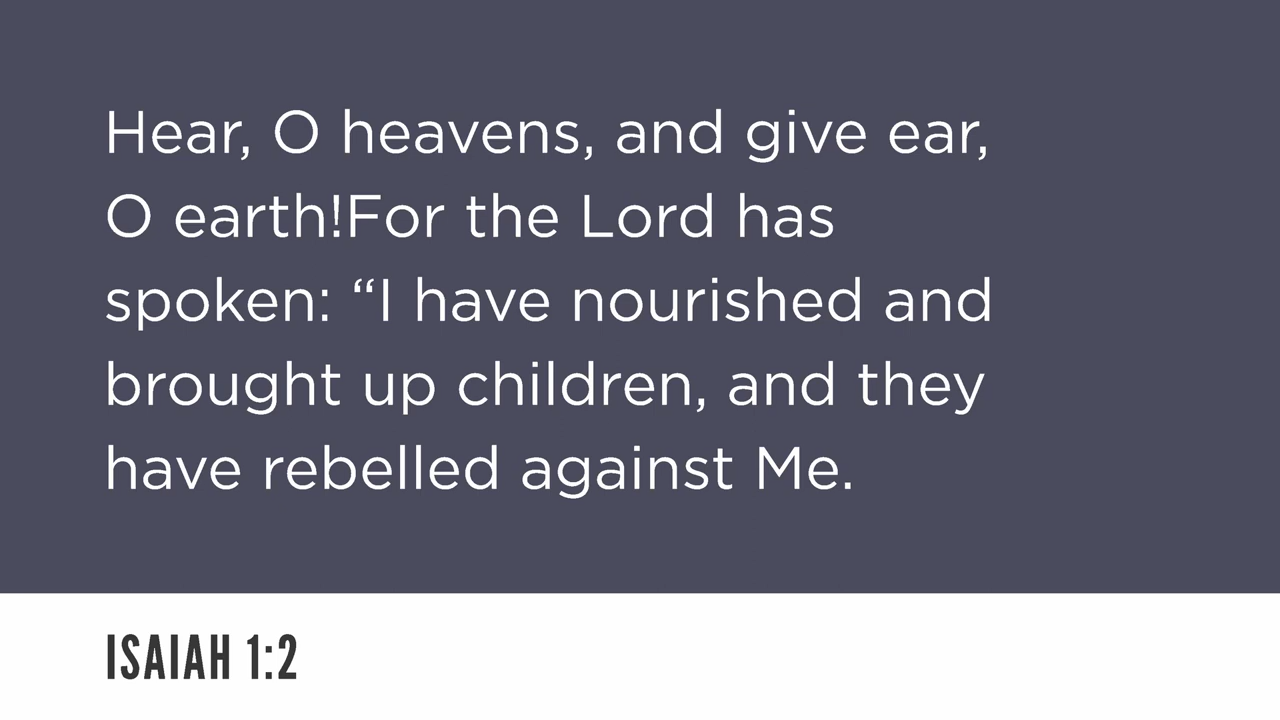 Hear, O heavens, and give ear,
O earth!For the Lord has
spoken: “I have nourished and
brought up children, and they
have rebelled against Me.
ISAIAH 1:2